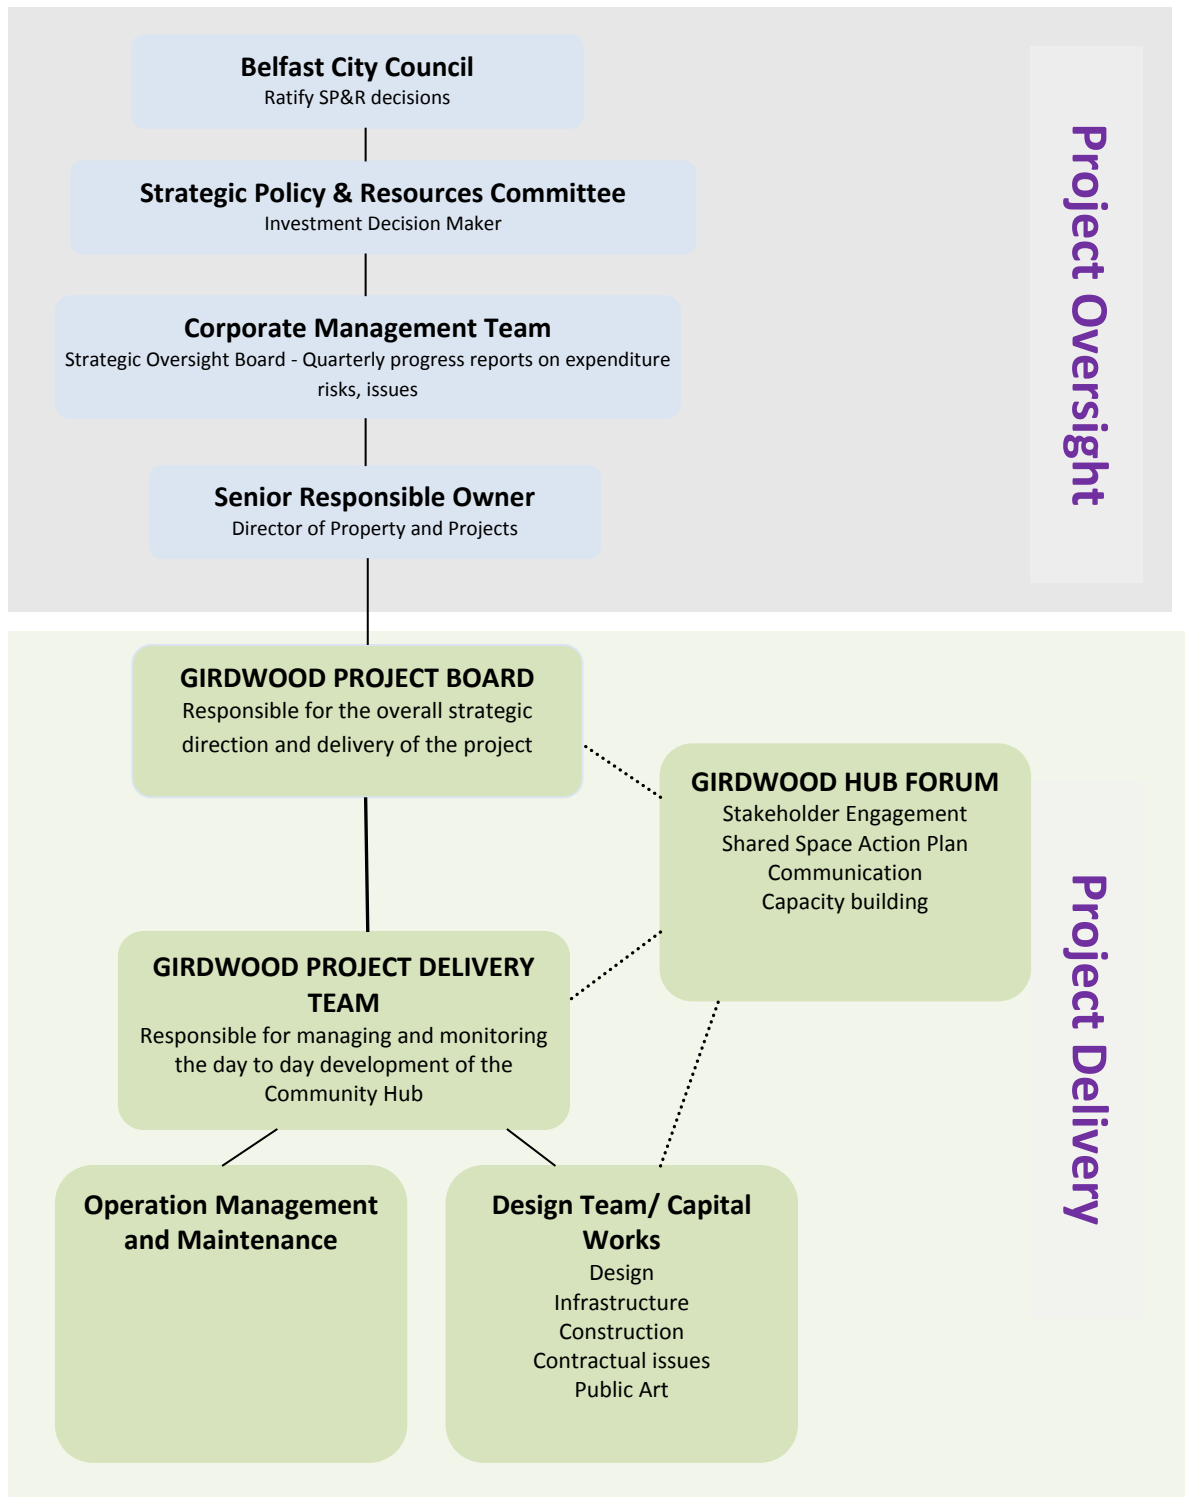 Belfast City Council
Ratify SP&R decisions
Strategic Policy & Resources Committee
Investment Decision Maker
Corporate Management Team
Strategic Oversight Board - Quarterly progress reports on expenditure
risks, issues
Senior Responsible Owner
Director of Property and Projects
Project Oversight
GIRDWOOD PROJECT BOARD
Responsible for the overall strategic
direction and delivery of the project
GIRDWOOD HUB FORUM
Stakeholder Engagement
Shared Space Action Plan
Communication
Capacity building
GIRDWOOD PROJECT DELIVERY
TEAM
Responsible for managing and monitoring
the day to day development of the
Community Hub
Project Delivery
Operation Management
and Maintenance
Design Team/ Capital
Works
Design
Infrastructure
Construction
Contractual issues
Public Art